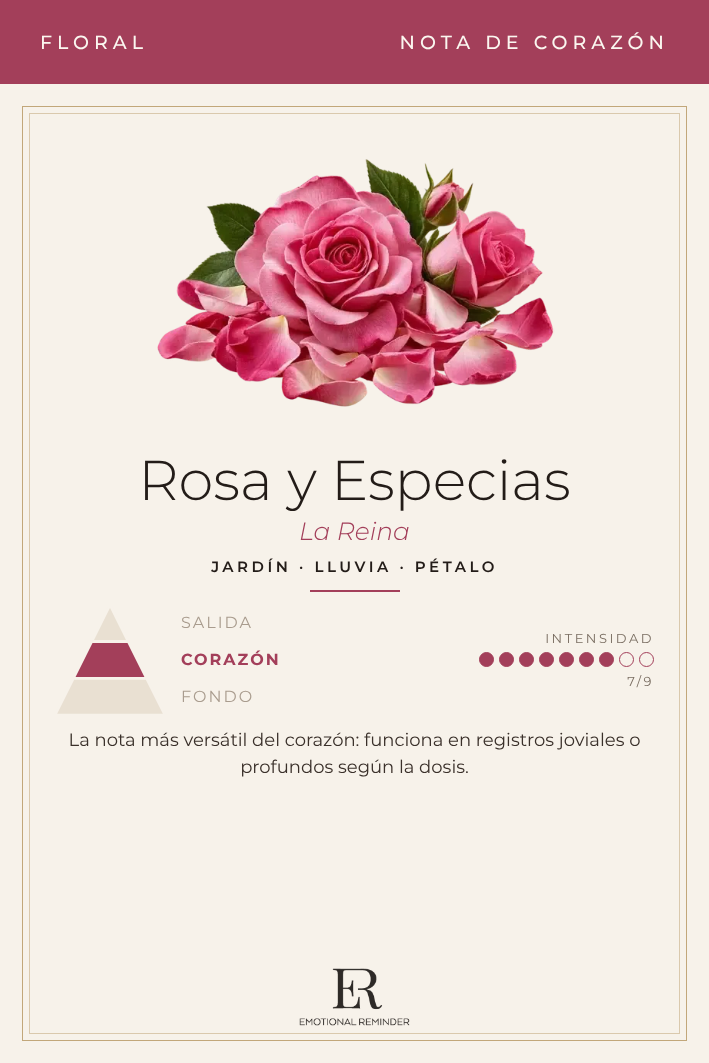 FLORAL
NOTA DE CORAZÓN
Rosa y Especias
La Reina
JARDÍN · LLUVIA · PÉTALO
SALIDA
CORAZÓN
FONDO
INTENSIDAD
7/9
La nota más versátil del corazón: funciona en registros joviales o
profundos según la dosis.
ER
EMOTIONAL REMINDER